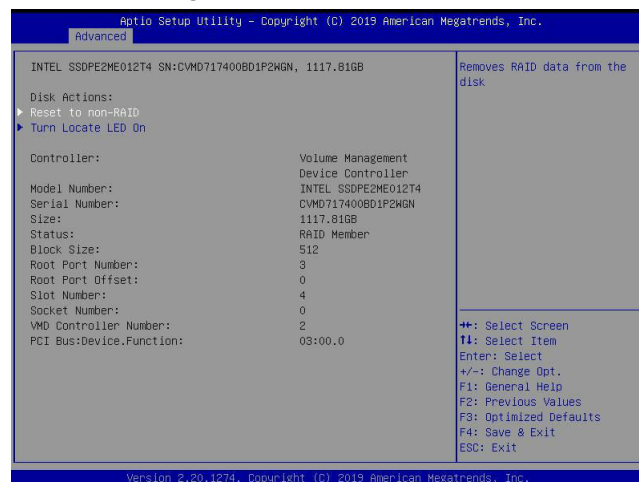 Aptio Setup Utility – Copyright (C) 2019 American Megatrends, Inc.
Advanced
INTEL SSDPE2ME012T4 SN:CVMD717400BD1P2WGN, 1117.81GB
Removes RAID data from the
disk
Disk Actions:
Reset to non-RAID
Turn Locate LED On
Controller: Volume Management
Device Controller
Model Number: INTEL SSDPE2ME012T4
Serial Number: CVMD717400BD1P2WGN
Size: 1117.81GB
Status: RAID Member
Block Size: 512
Root Port Number: 3
Root Port Offset: 0
Slot Number: 4
Socket Number: 0
VMD Controller Number: 2
PCI Bus:Device.Function: 03:00.0
→←: Select Screen
↑↓: Select Item
Enter: Select
+/-: Change Opt.
F1: General Help
F2: Previous Values
F3: Optimized Defaults
F4: Save & Exit
ESC: Exit
Version 2.20.1274. Copyright (C) 2019 American Megatrends, Inc.